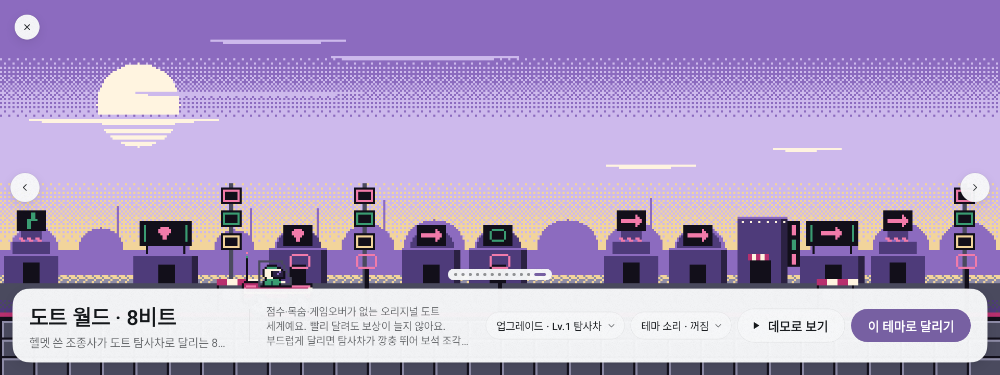 도트 월드 · 8비트
헬멧 쓴 조종사가 도트 탐사차로 달리는 8...
점수·목숨·게임오버가 없는 오리지널 도트
세계예요. 빨리 달려도 보상이 늘지 않아요.
부드럽게 달리면 탐사차가 깡충 뛰어 보석 조각...
업그레이드 · Lv.1 탐사차
테마 소리 · 꺼짐
데모로 보기
이 테마로 달리기